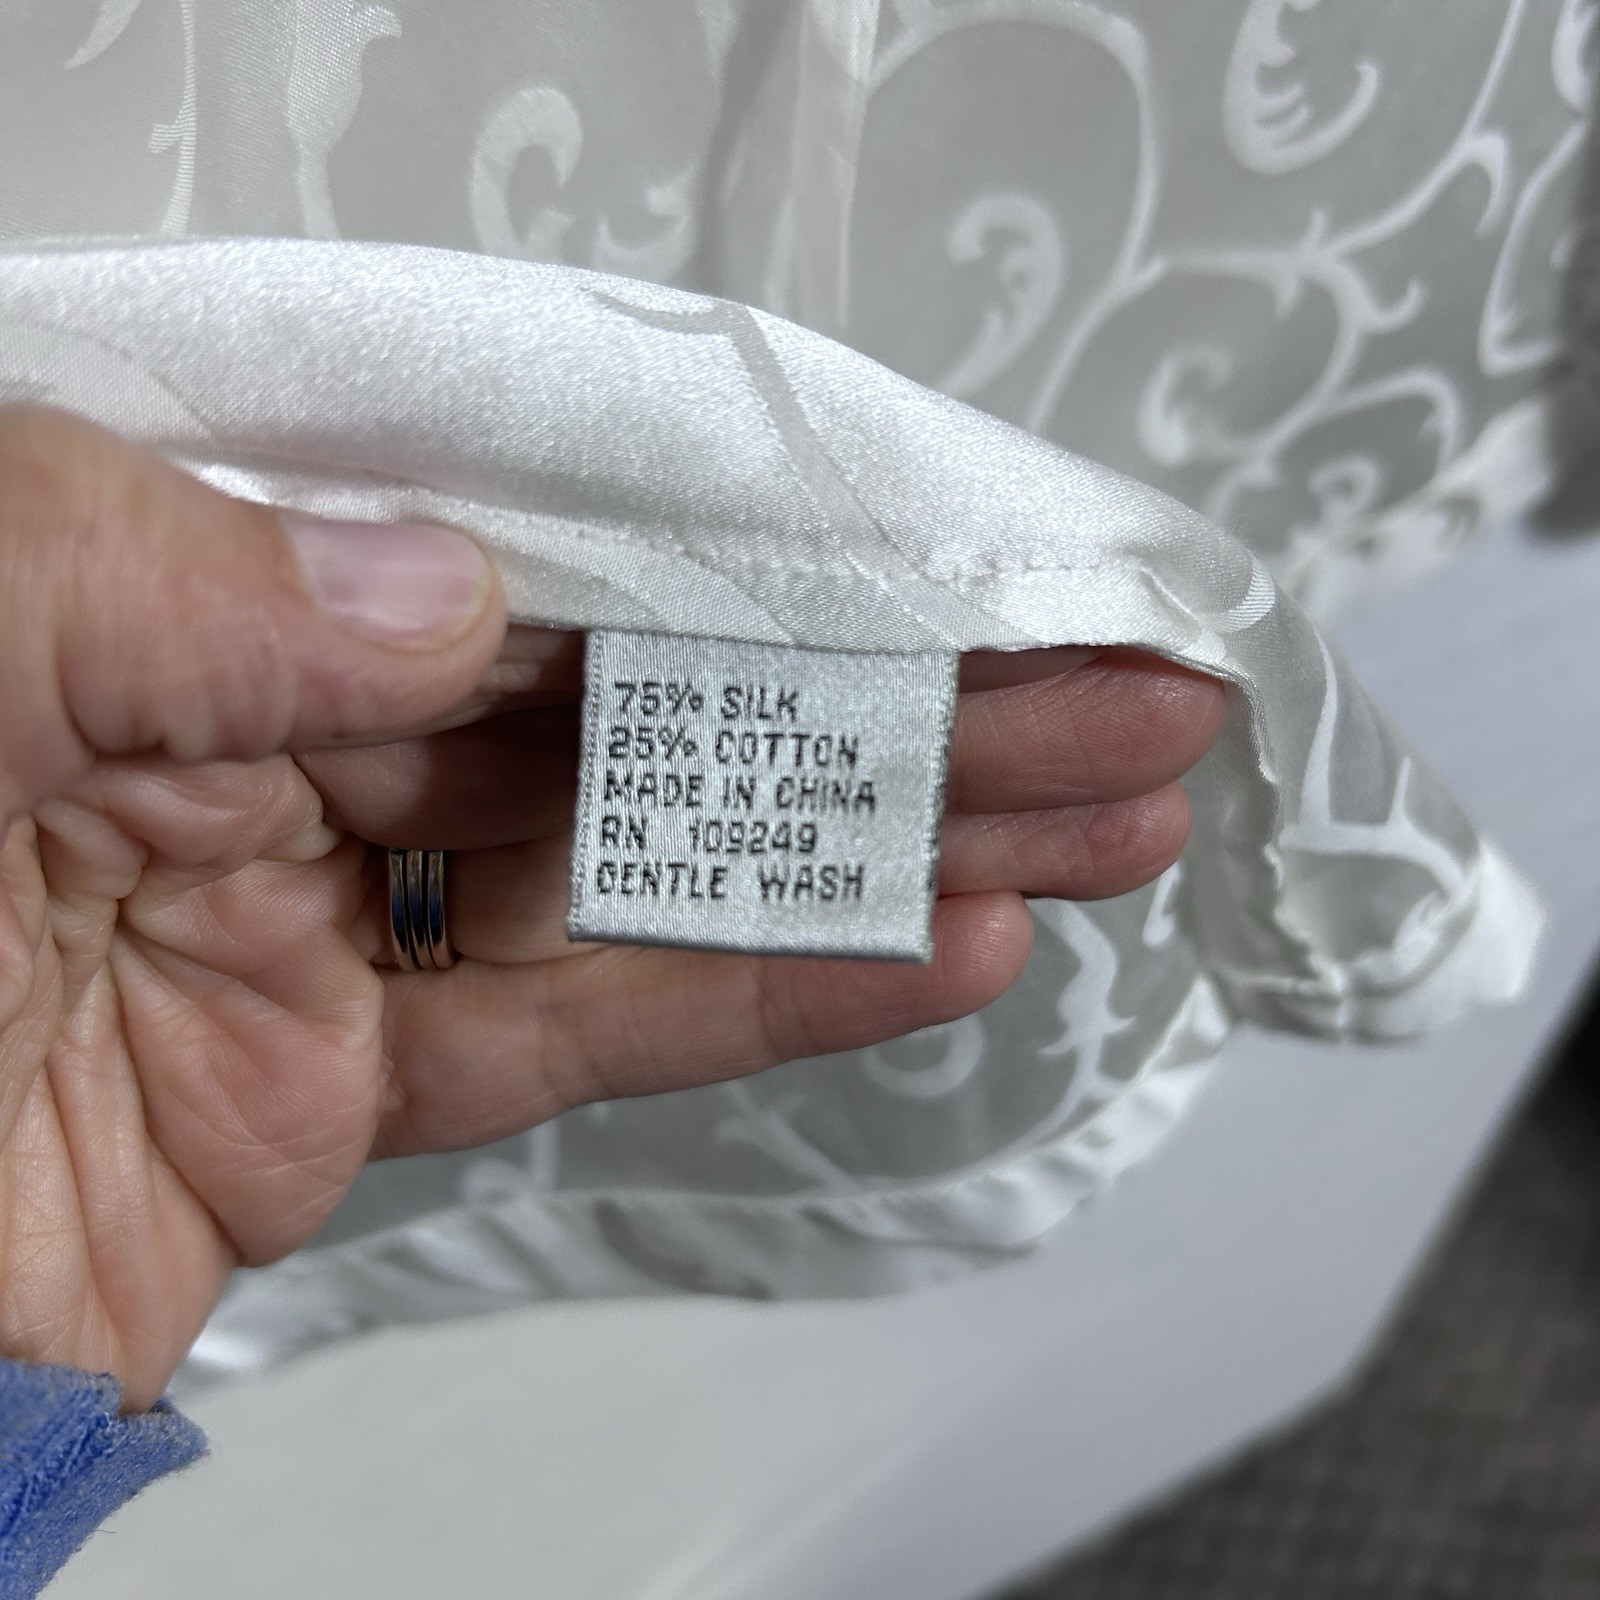 75% SILK
25% COTTON
MADE IN CHINA
RN 109249
GENTLE WASH